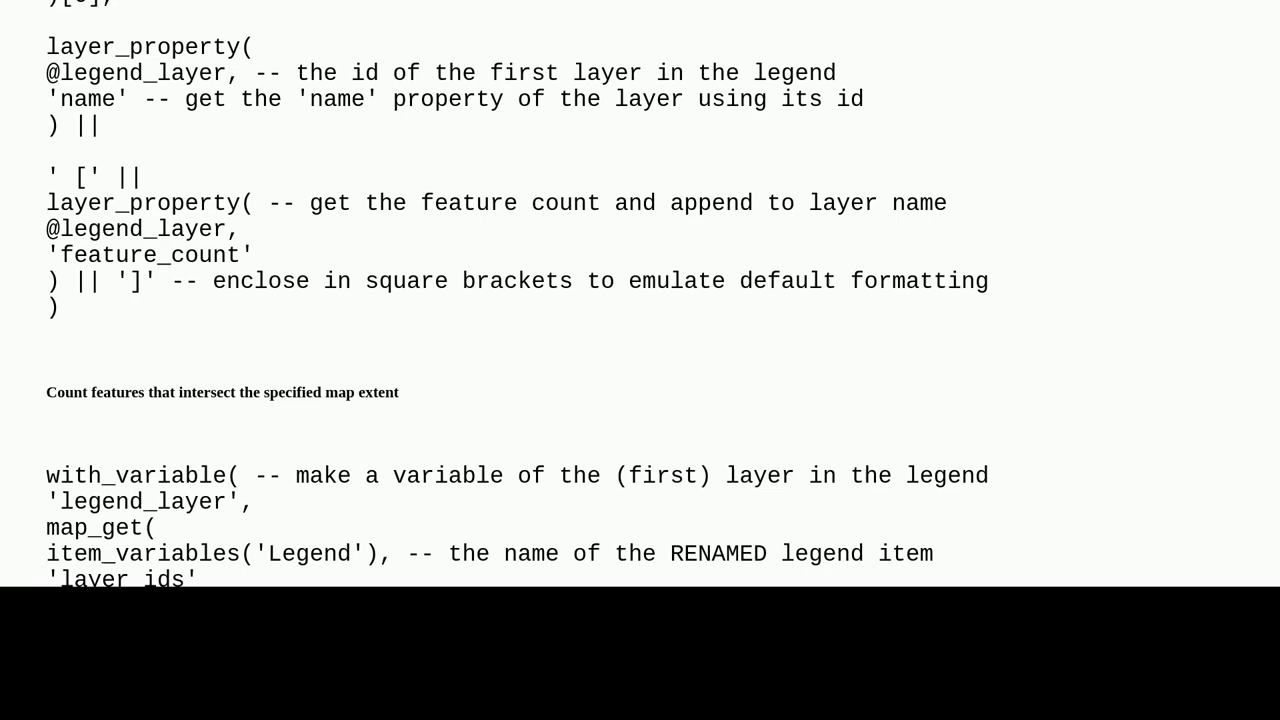 )[0],
layer_property(
@legend_layer, -- the id of the first layer in the legend
'name' -- get the 'name' property of the layer using its id
) ||
' [' ||
layer_property( -- get the feature count and append to layer name
@legend_layer,
'feature_count'
) || ']' -- enclose in square brackets to emulate default formatting
)
Count features that intersect the specified map extent
with_variable( -- make a variable of the (first) layer in the legend
'legend_layer',
map_get(
item_variables('Legend'), -- the name of the RENAMED legend item
'layer_ids'